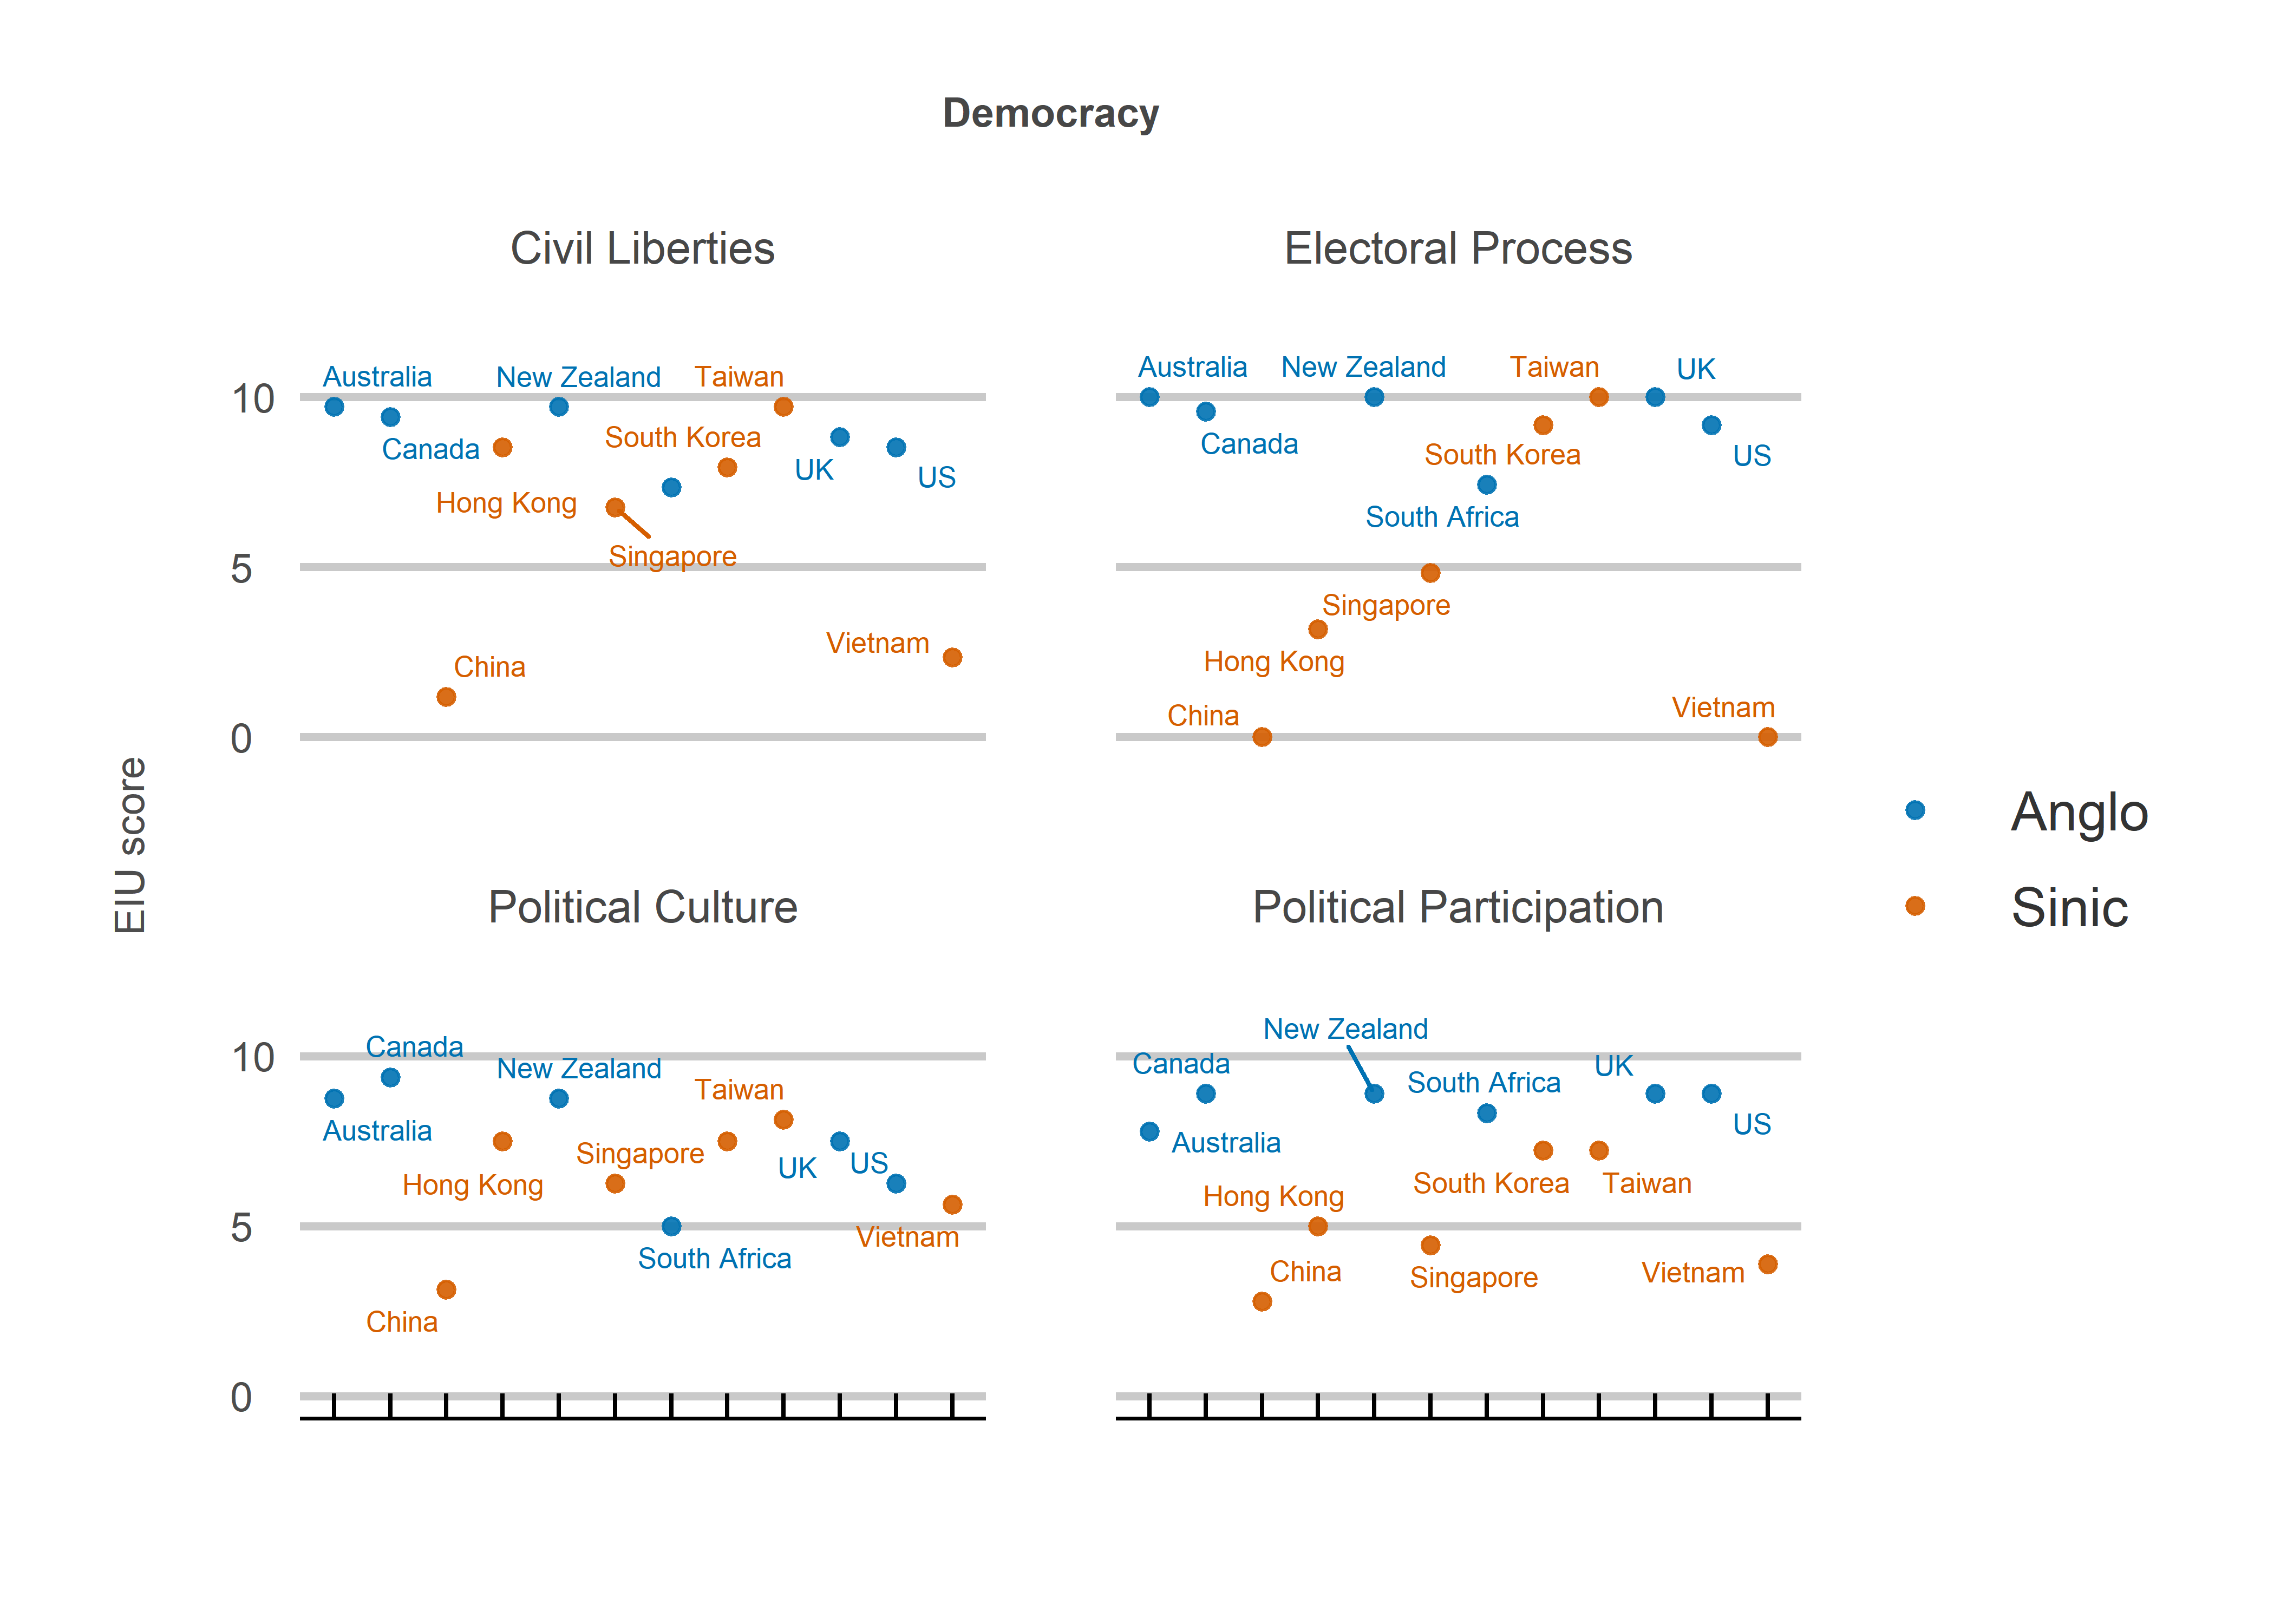 Democracy
Civil Liberties
Electoral Process
Australia
New Zealand
Taiwan
10
Canada
South Korea
UK
US
Hong Kong
Singapore
5
Vietnam
China
0
Australia
New Zealand
Taiwan
UK
Canada
South Korea
US
South Africa
Singapore
Hong Kong
China
Vietnam
EIU score
Anglo
Sinic
Political Culture
Political Participation
10
Canada
New Zealand
Taiwan
Australia
Singapore
UK
US
Hong Kong
5
Vietnam
South Africa
China
0
New Zealand
Canada
South Africa
UK
US
Australia
South Korea
Taiwan
Hong Kong
China
Singapore
Vietnam